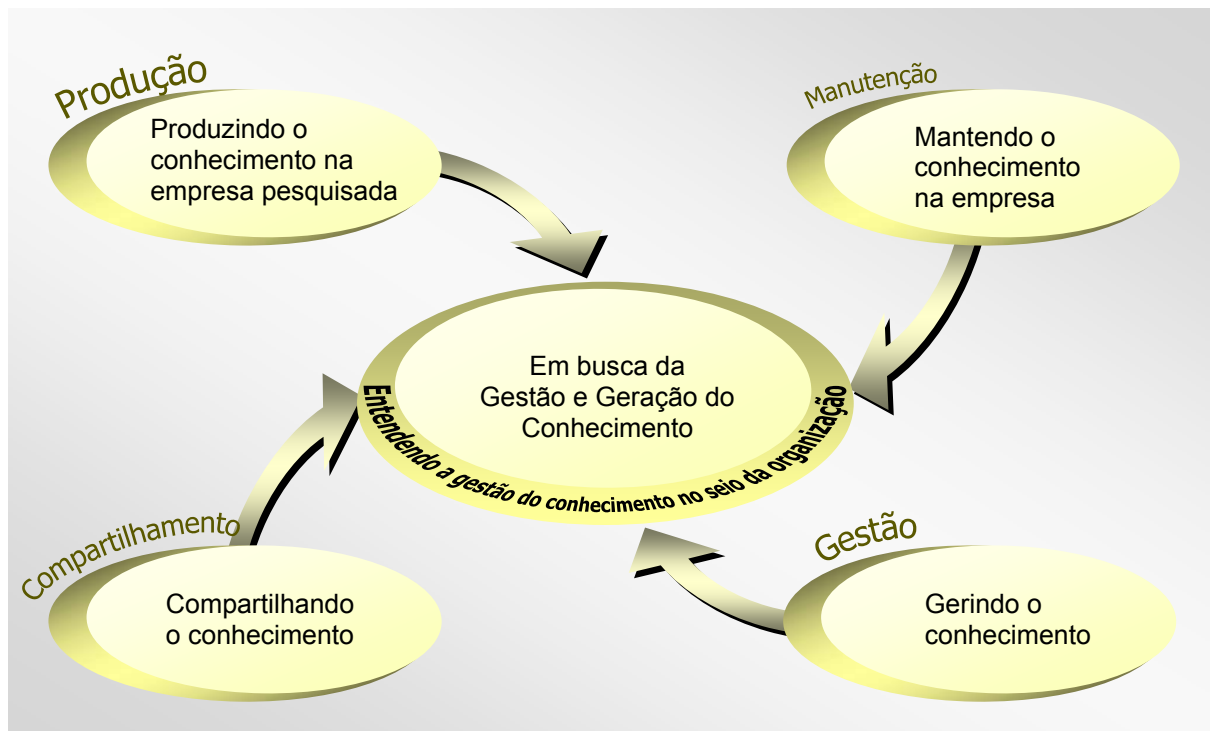 Produção
Produzindo o
conhecimento na
empresa pesquisada
Manutenção
Mantendo o
conhecimento
na empresa
Em busca da
Gestão e Geração do
Conhecimento
Entendendo a gestão do conhecimento no seio da organização
Compartilhamento
Compartilhando
o conhecimento
Gestão
Gerindo o
conhecimento